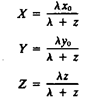 X = λx₀ / (λ + z)
Y = λy₀ / (λ + z)
Z = λz / (λ + z)